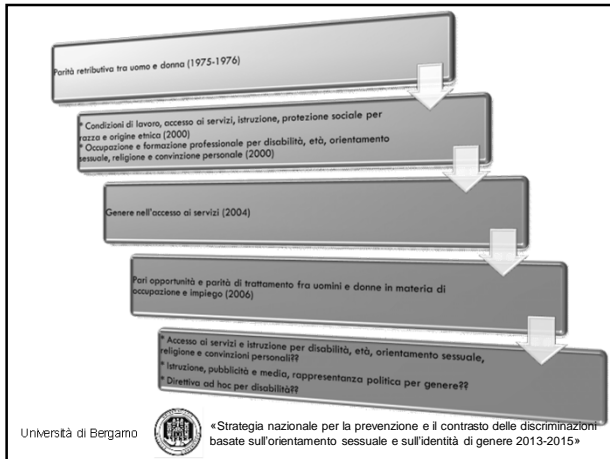 Parità retributiva tra uomo e donna (1975-1976)
* Condizioni di lavoro, accesso ai servizi, istruzione, protezione sociale per
razza e origine etnica (2000)
* Occupazione e formazione professionale per disabilità, età, orientamento
sessuale, religione e convinzione personale (2000)
Genere nell'accesso ai servizi (2004)
Pari opportunità e parità di trattamento fra uomini e donne in materia di
occupazione e impiego (2006)
* Accesso ai servizi e istruzione per disabilità, età, orientamento sessuale,
religione e convinzioni personali??
* Istruzione, pubblicità e media, rappresentanza politica per genere??
* Direttiva ad hoc per disabilità??
Università di Bergamo
«Strategia nazionale per la prevenzione e il contrasto delle discriminazioni
basate sull'orientamento sessuale e sull'identità di genere 2013-2015»